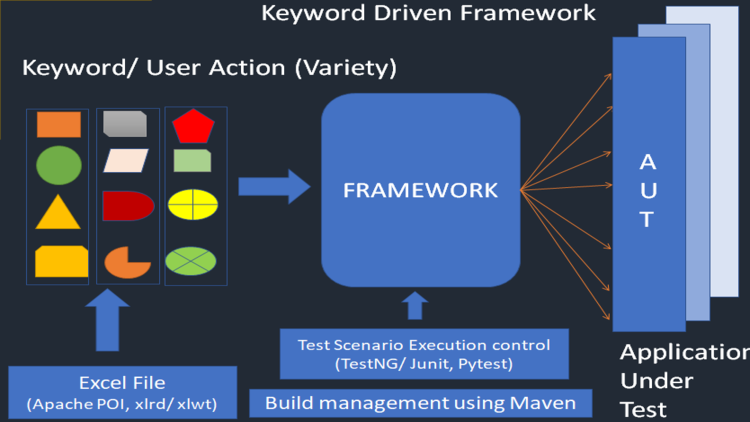 Keyword Driven Framework
Keyword/ User Action (Variety)
FRAMEWORK
A
U
T
Test Scenario Execution control
(TestNG/ Junit, Pytest)
Excel File
(Apache POI, xlrd/ xlwt)
Build management using Maven
Application
Under
Test